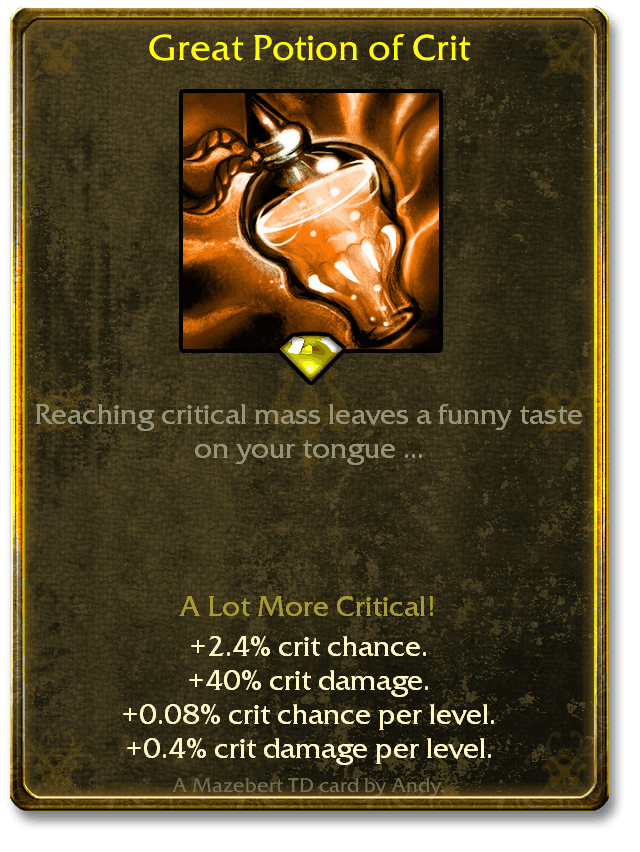 Great Potion of Crit
Reaching critical mass leaves a funny taste
on your tongue ...
A Lot More Critical!
+2.4% crit chance.
+40% crit damage.
+0.08% crit chance per level.
+0.4% crit damage per level.
A Mazebert TD card by Andy.